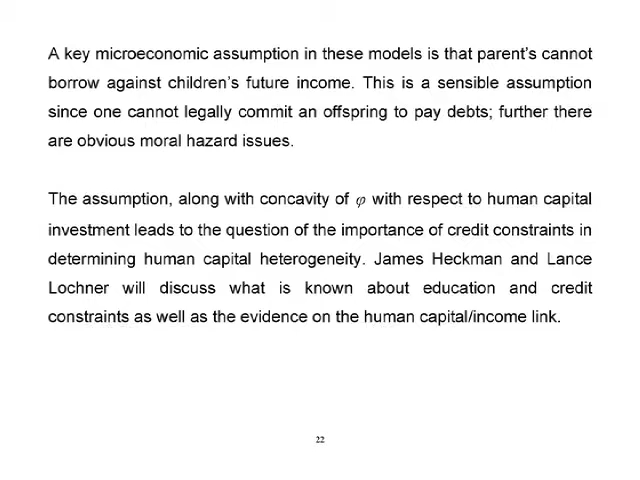 A key microeconomic assumption in these models is that parent's cannot
borrow against children's future income. This is a sensible assumption
since one cannot legally commit an offspring to pay debts; further there
are obvious moral hazard issues.
The assumption, along with concavity of φ with respect to human capital
investment leads to the question of the importance of credit constraints in
determining human capital heterogeneity. James Heckman and Lance
Lochner will discuss what is known about education and credit
constraints as well as the evidence on the human capital/income link.
22